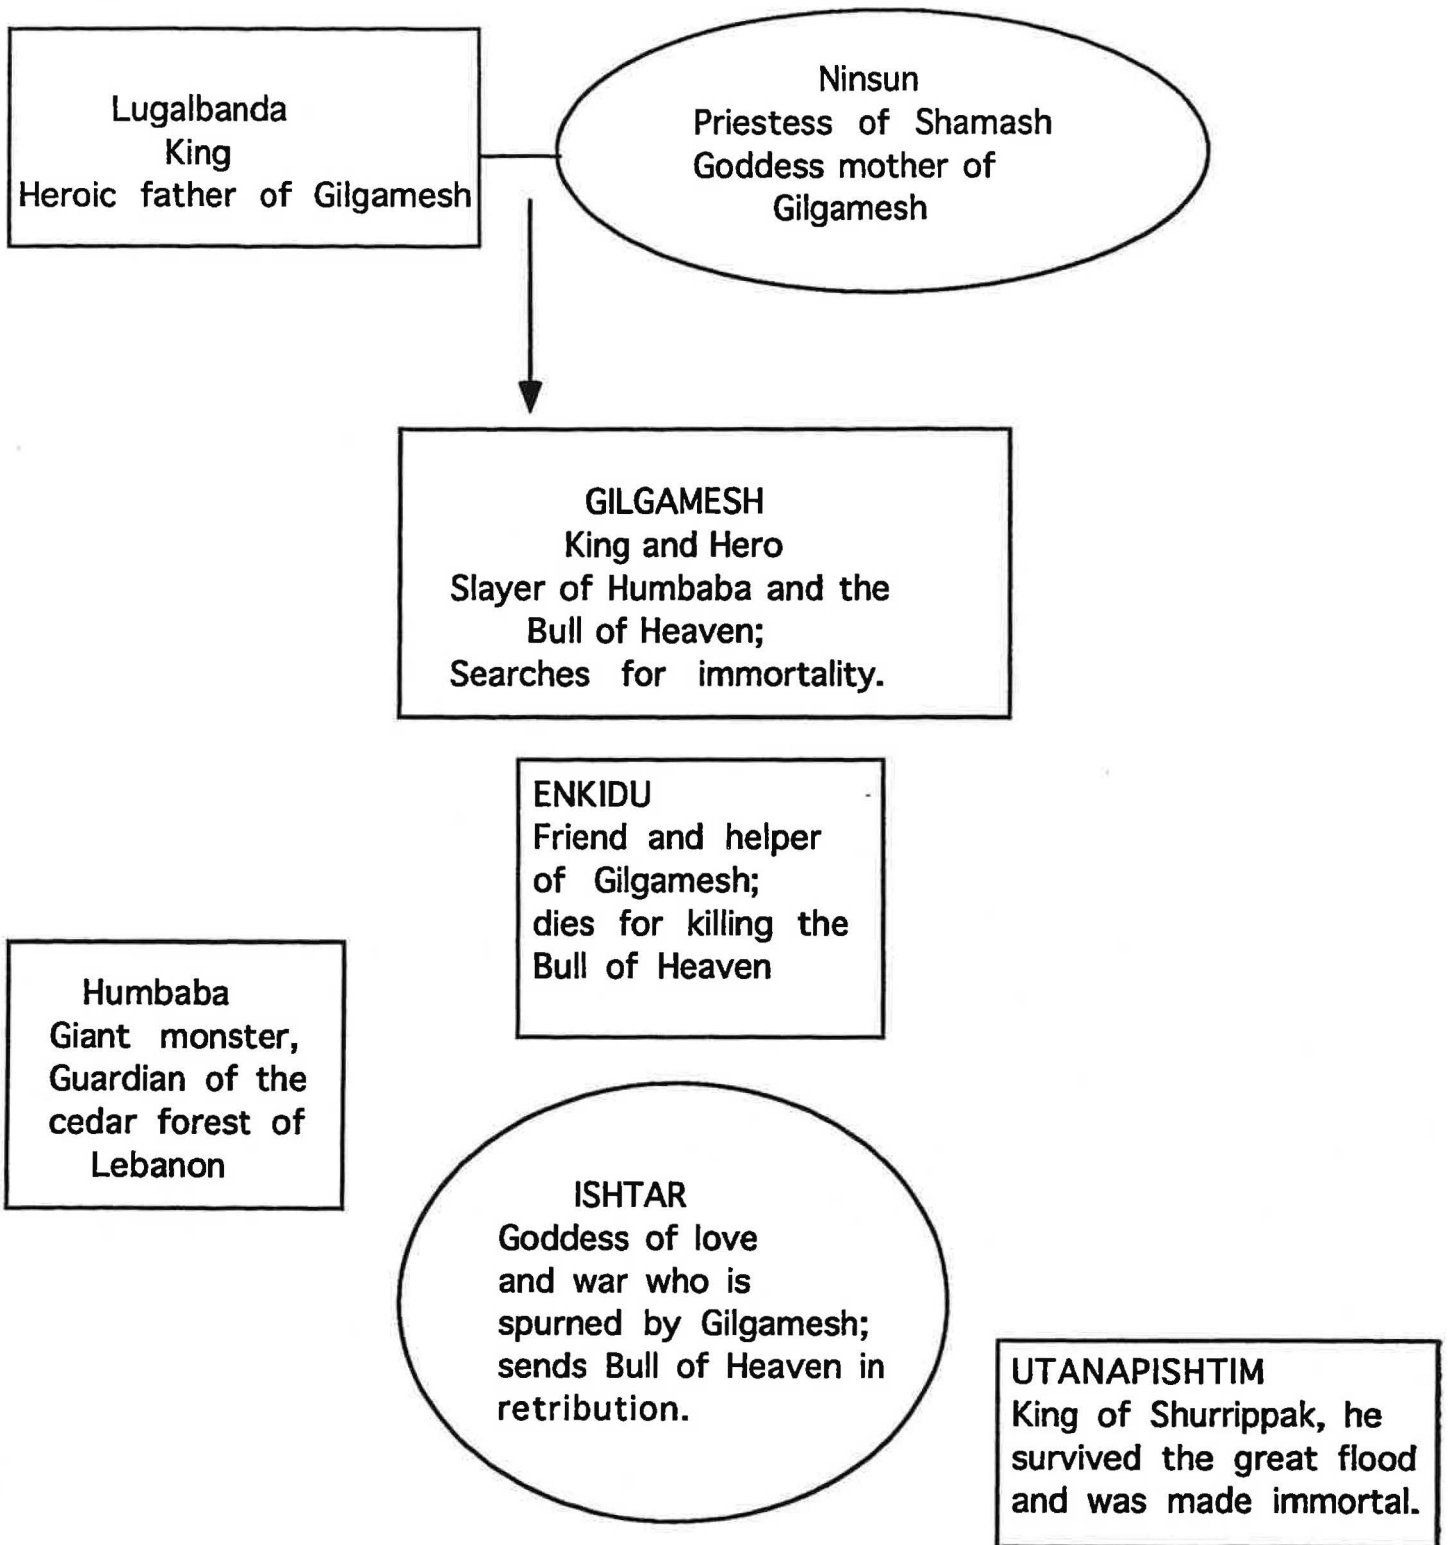 Lugalbanda
King
Heroic father of Gilgamesh
Ninsun
Priestess of Shamash
Goddess mother of
Gilgamesh
GILGAMESH
King and Hero
Slayer of Humbaba and the
Bull of Heaven;
Searches for immortality.
ENKIDU
Friend and helper
of Gilgamesh;
dies for killing the
Bull of Heaven
Humbaba
Giant monster,
Guardian of the
cedar forest of
Lebanon
ISHTAR
Goddess of love
and war who is
spurned by Gilgamesh;
sends Bull of Heaven in
retribution.
UTANAPISHTIM
King of Shurrippak, he
survived the great flood
and was made immortal.